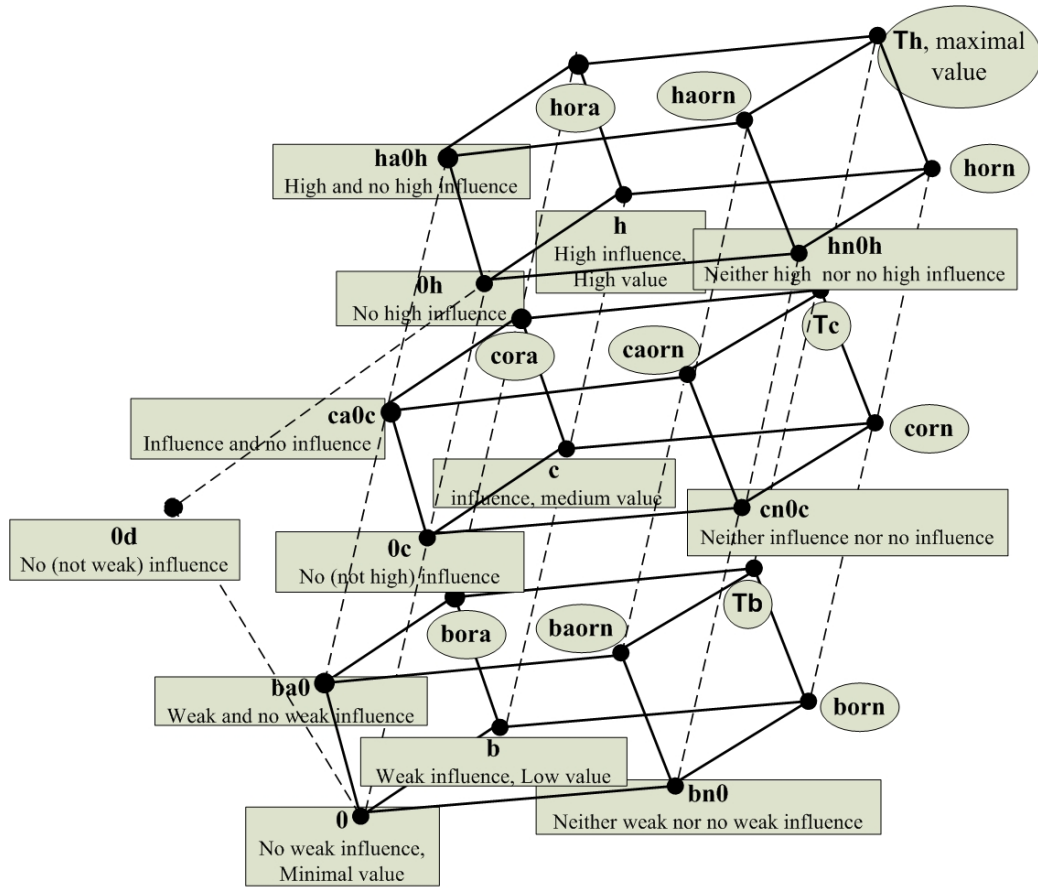 Th, maximal
value
hora
haorn
ha0h
High and no high influence
horn
h
High influence,
High value
hn0h
Neither high nor no high influence
0h
No high influence
Tc
cora
caorn
ca0c
Influence and no influence
corn
c
influence, medium value
cn0c
Neither influence nor no influence
0d
No (not weak) influence
0c
No (not high) influence
Tb
bora
baorn
ba0
Weak and no weak influence
born
b
Weak influence, Low value
bn0
Neither weak nor no weak influence
0
No weak influence,
Minimal value